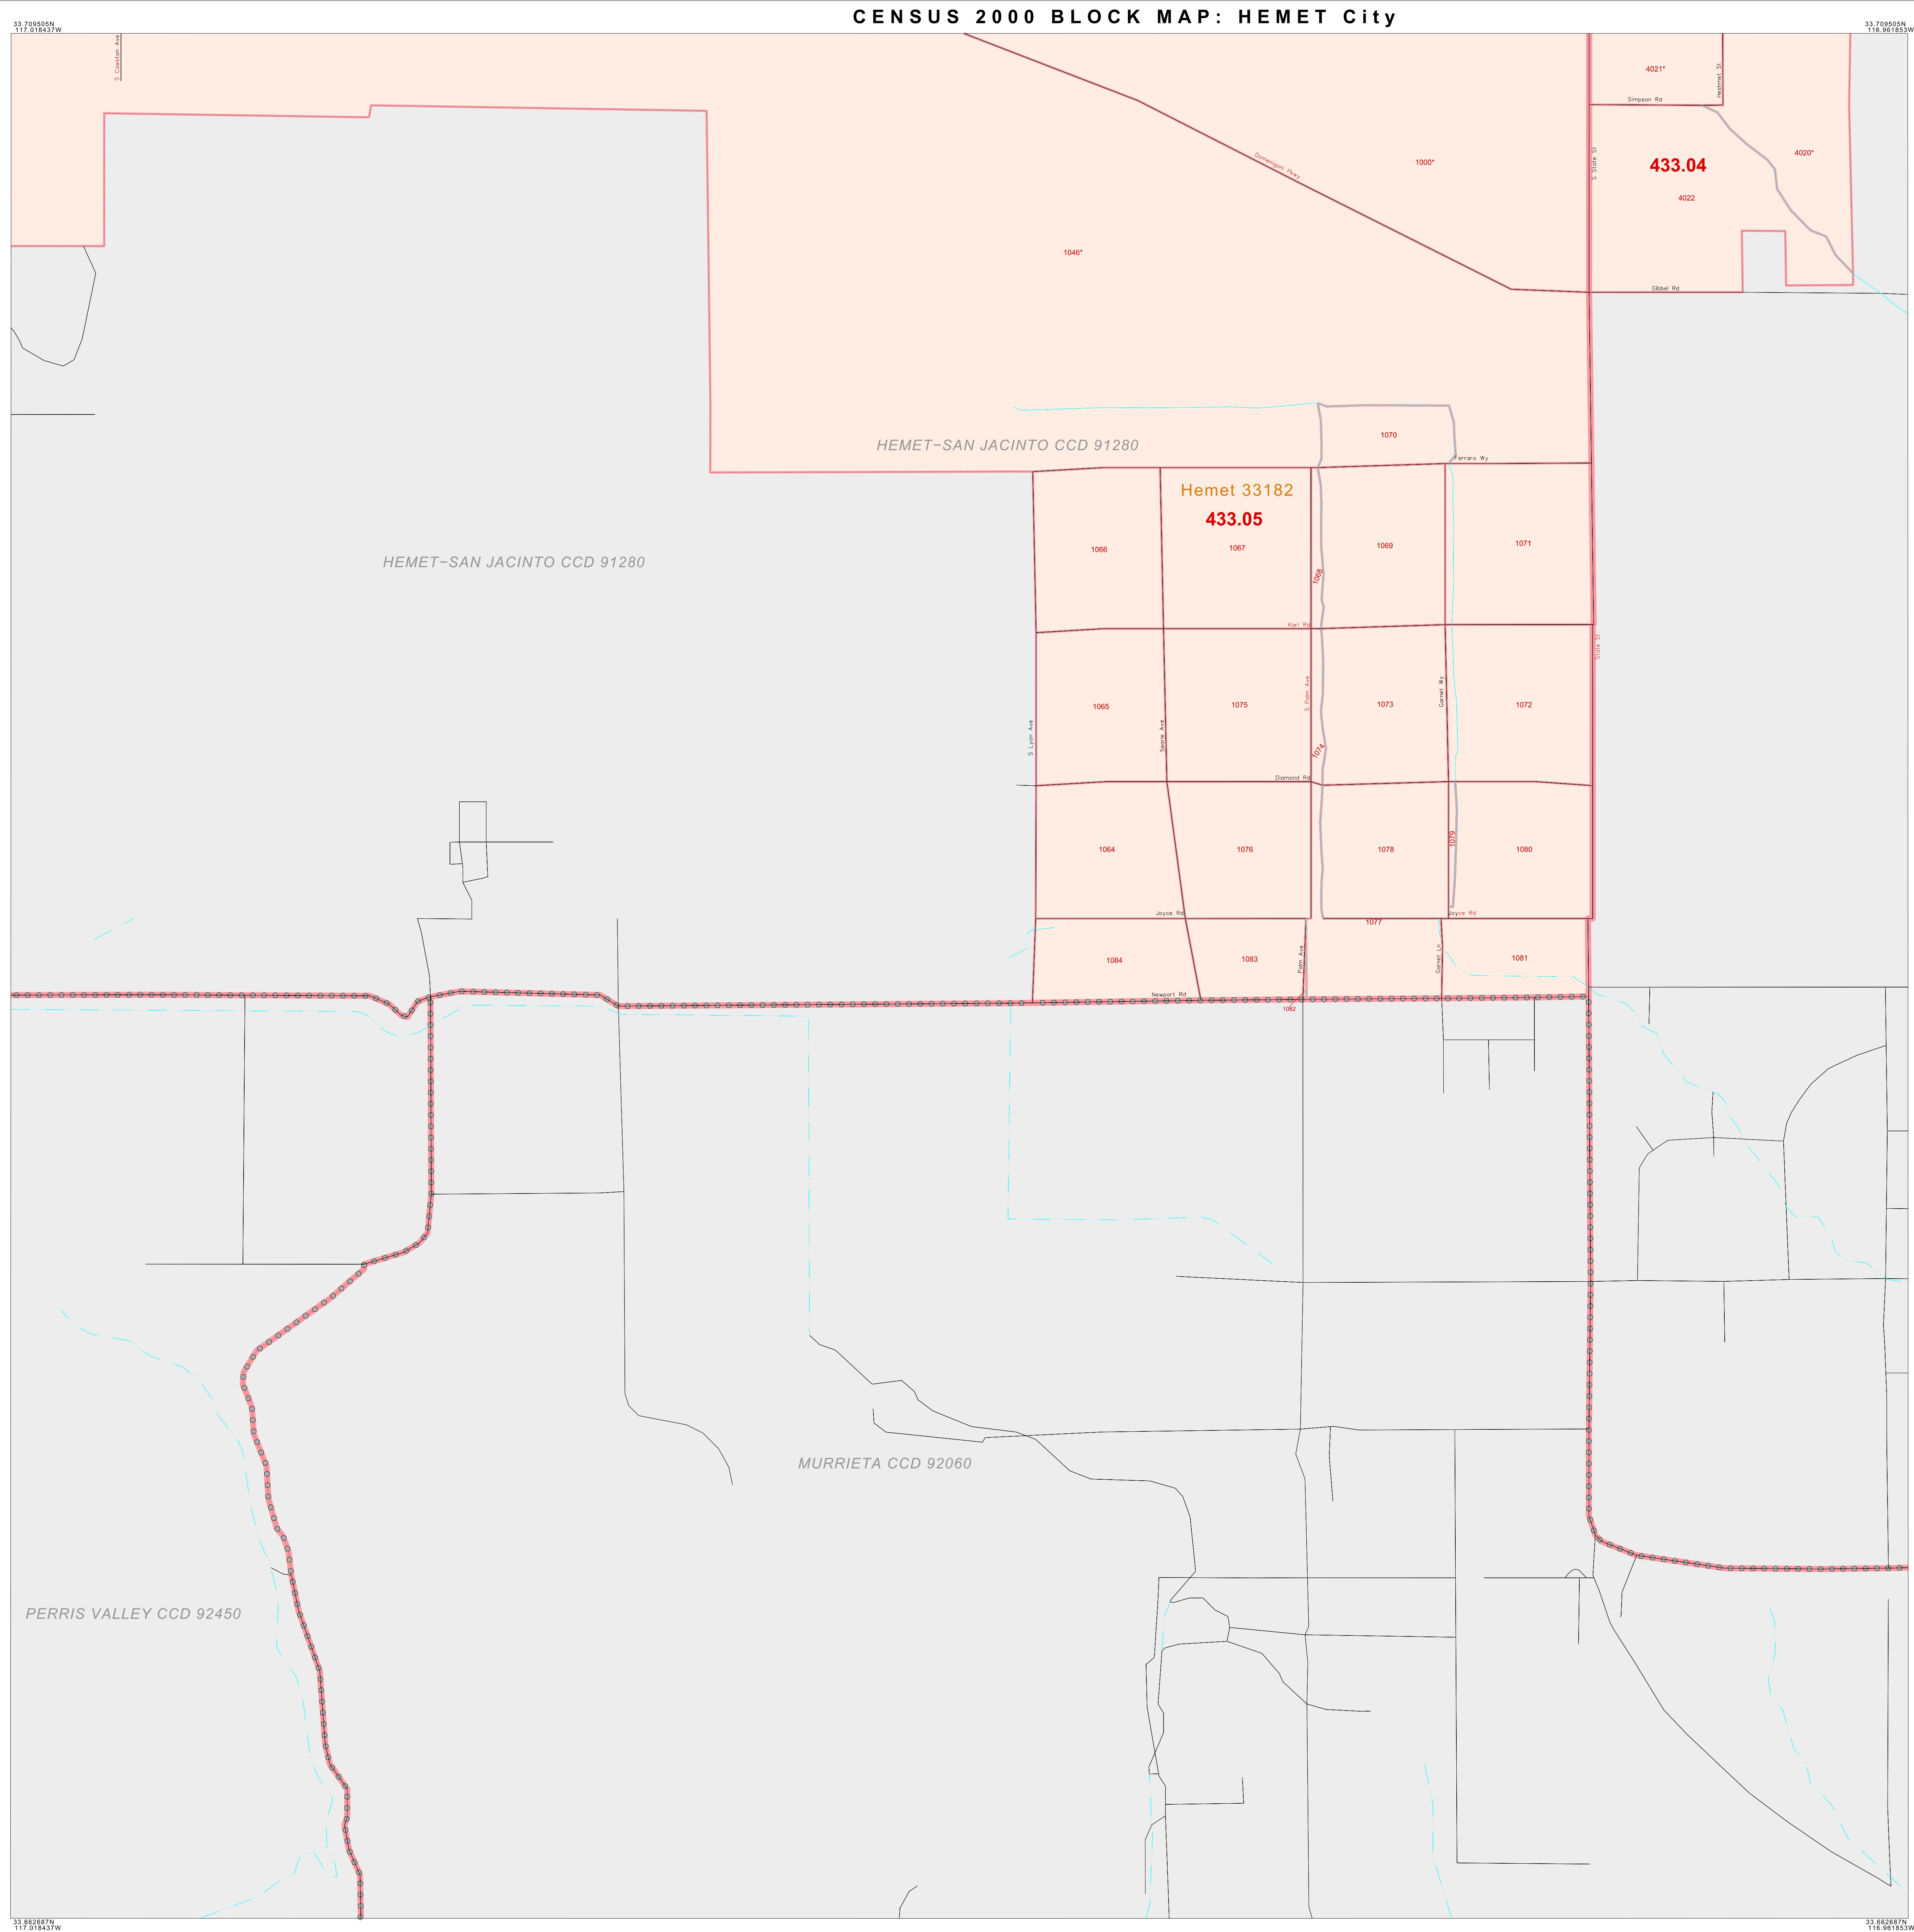 CENSUS 2000 BLOCK MAP: HEMET City
33.709505N
117.018437W
33.709505N
116.961853W
S Cawston Ave
4021*
Heshmet St
Simpson Rd
S State St
433.04
4020*
4022
Domenigoni Pkwy
1000*
1046*
Gibbel Rd
HEMET-SAN JACINTO CCD 91280
1070
Ferraro Wy
Hemet 33182
433.05
1066
1067
1068
1069
1071
HEMET-SAN JACINTO CCD 91280
Kari Rd
State St
1065
1075
S Palm Ave
1073
Garnet Wy
1072
S Lyon Ave
Searle Ave
1074
Diamond Rd
1064
1076
1078
1079
1080
Joyce Rd
Joyce Rd
1077
1084
1083
Palm Ave
Garnet Ln
1081
Newport Rd
1082
MURRIETA CCD 92060
PERRIS VALLEY CCD 92450
33.662687N
117.018437W
33.662687N
116.961853W